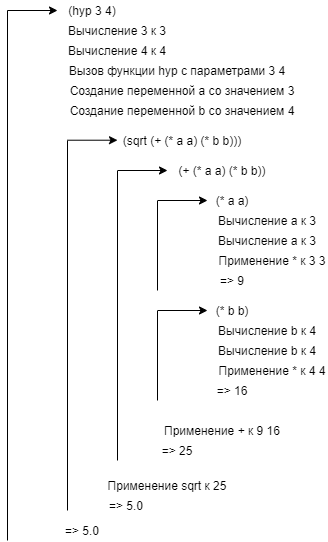 (hyp 3 4)
Вычисление 3 к 3
Вычисление 4 к 4
Вызов функции hyp с параметрами 3 4
Создание переменной a со значением 3
Создание переменной b со значением 4
(sqrt (+ (* a a) (* b b)))
(+ (* a a) (* b b))
(* a a)
Вычисление a к 3
Вычисление a к 3
Применение * к 3 3
=> 9
(* b b)
Вычисление b к 4
Вычисление b к 4
Применение * к 4 4
=> 16
Применение + к 9 16
=> 25
Применение sqrt к 25
=> 5.0
=> 5.0